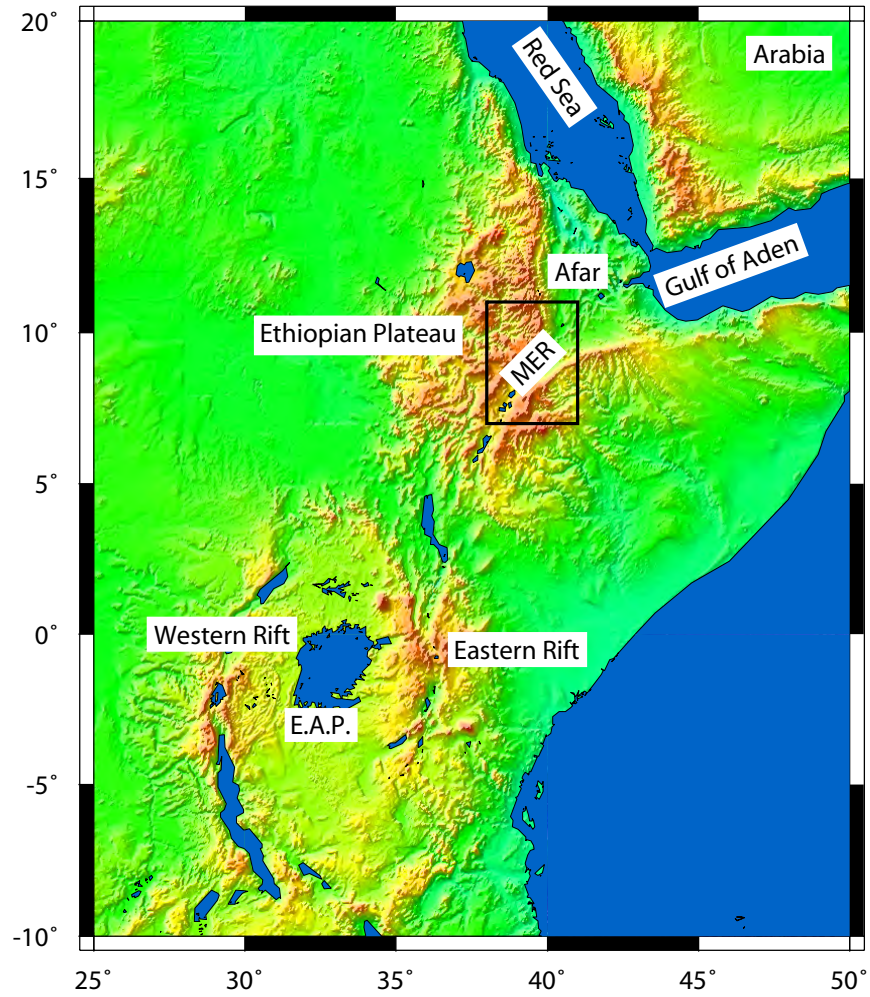 20˚
Red Sea
Arabia
15˚
Afar
Gulf of Aden
10˚
Ethiopian Plateau
MER
5˚
0˚
Western Rift
Eastern Rift
E.A.P.
-5˚
-10˚
25˚
30˚
35˚
40˚
45˚
50˚